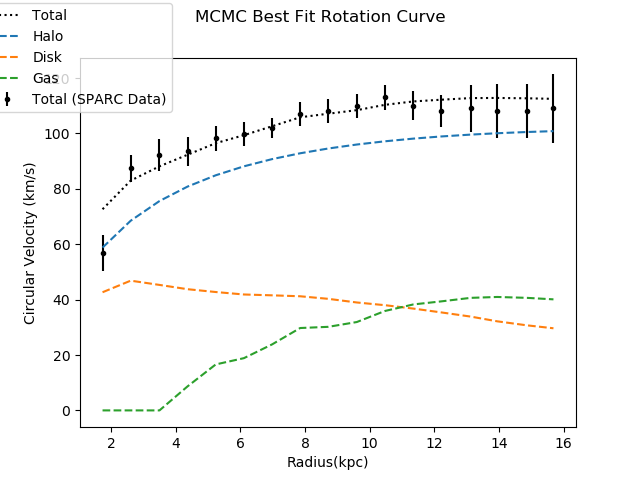 MCMC Best Fit Rotation Curve
Total
Halo
Disk
Gas
Total (SPARC Data)
120
100
80
60
40
20
0
Circular Velocity (km/s)
2 4 6 8 10 12 14 16
Radius(kpc)